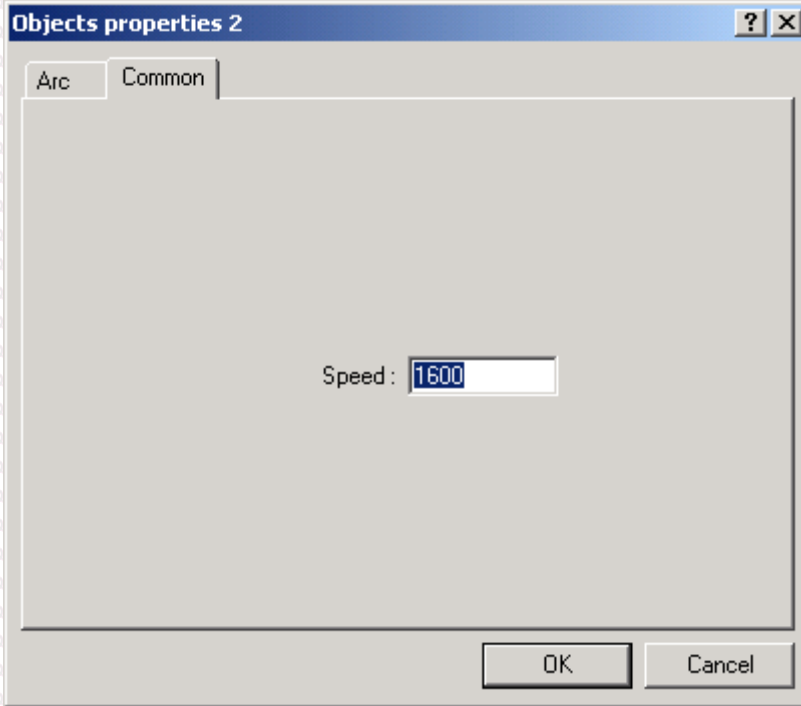 Objects properties 2
Arc
Common
Speed : 1600
OK
Cancel